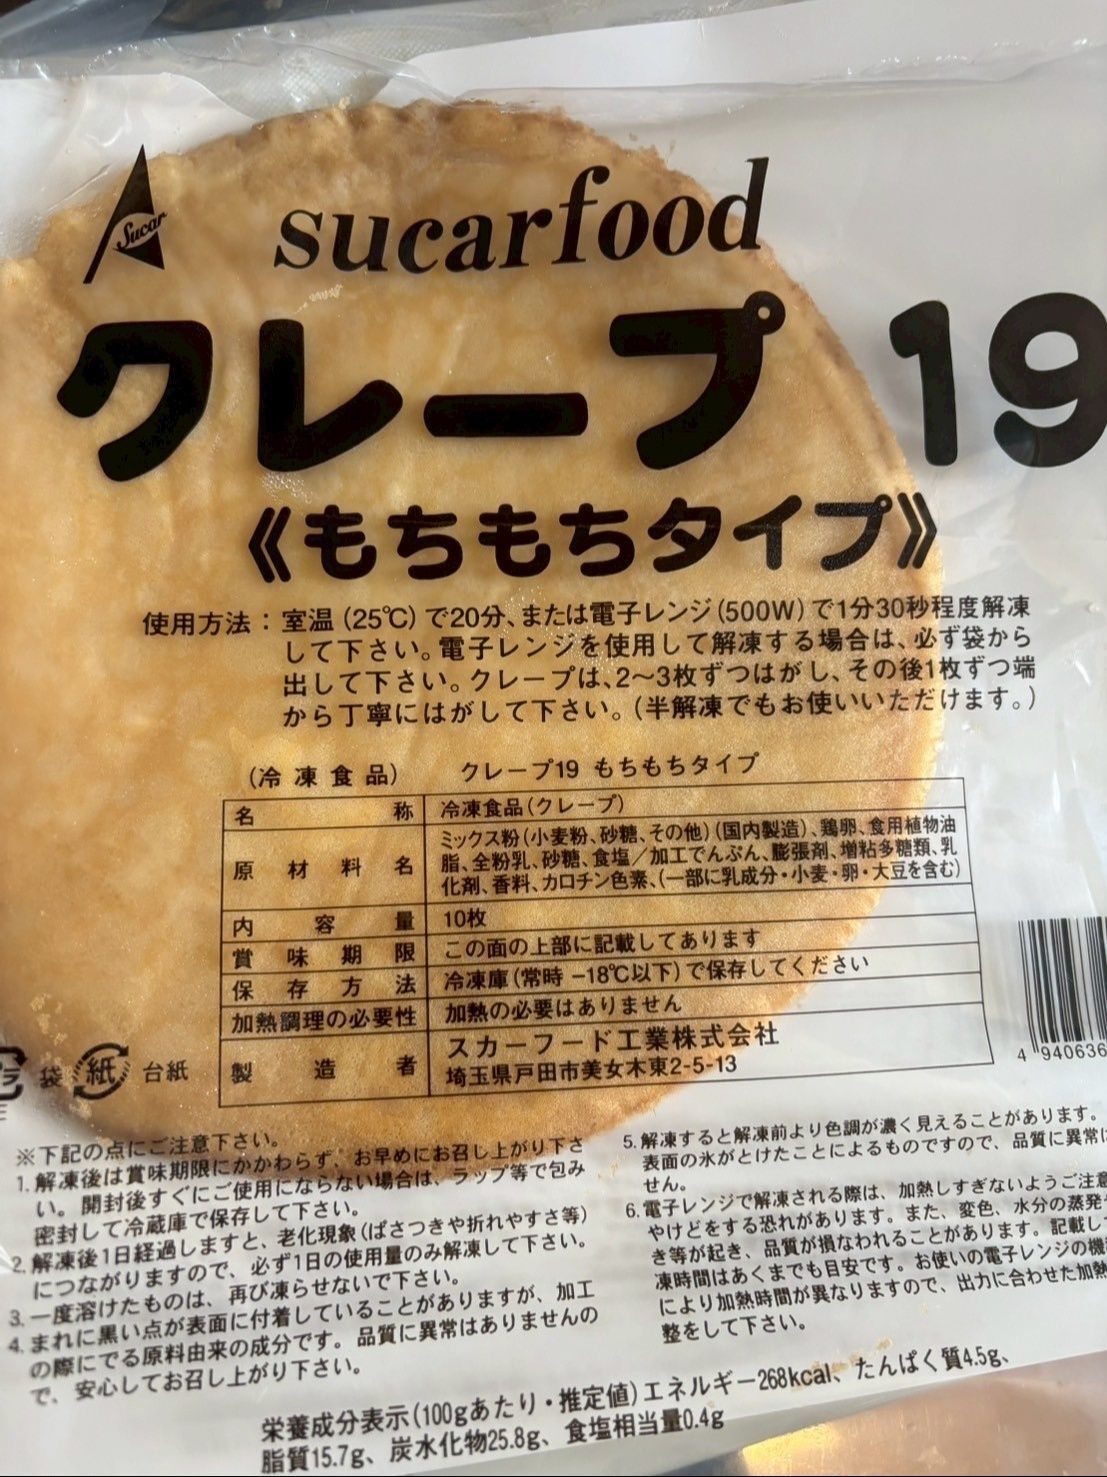 Sucar
sucarfood
クレープ 19
《もちもちタイプ》
使用方法：室温（25℃）で20分、または電子レンジ（500W）で1分30秒程度解凍
して下さい。電子レンジを使用して解凍する場合は、必ず袋から
出して下さい。クレープは、2〜3枚ずつはがし、その後1枚ずつ端
から丁寧にはがして下さい。（半解凍でもお使いいただけます。）
（冷凍食品） クレープ19 もちもちタイプ
名称 冷凍食品（クレープ）
原材料名 ミックス粉（小麦粉、砂糖、その他）（国内製造）、鶏卵、食用植物油
脂、全粉乳、砂糖、食塩／加工でんぷん、膨張剤、増粘多糖類、乳
化剤、香料、カロチン色素、（一部に乳成分・小麦・卵・大豆を含む）
内容量 10枚
賞味期限 この面の上部に記載してあります
保存方法 冷凍庫（常時 −18℃以下）で保存してください
加熱調理の必要性 加熱の必要はありません
製造者 スカーフード工業株式会社
埼玉県戸田市美女木東2-5-13
4 940636
袋 紙 台紙
※下記の点にご注意下さい。
1. 解凍後は賞味期限にかかわらず、お早めにお召し上がり下さ
い。開封後すぐにご使用にならない場合は、ラップ等で包み
密封して冷蔵庫で保存して下さい。
2. 解凍後1日経過しますと、老化現象（ぱさつきや折れやすさ等）
につながりますので、必ず1日の使用量のみ解凍して下さい。
3. 一度溶けたものは、再び凍らせないで下さい。
4. まれに黒い点が表面に付着していることがありますが、加工
の際にでる原料由来の成分です。品質に異常はありませんの
で、安心してお召し上がり下さい。
5. 解凍すると解凍前より色調が濃く見えることがあります。
表面の氷がとけたことによるものですので、品質に異常は
せん。
6. 電子レンジで解凍される際は、加熱しすぎないようご注意
やけどをする恐れがあります。また、変色、水分の蒸発
き等が起き、品質が損なわれることがあります。記載し
凍時間はあくまでも目安です。お使いの電子レンジの機
により加熱時間が異なりますので、出力に合わせた加熱
整をして下さい。
栄養成分表示（100gあたり・推定値）エネルギー268kcal、たんぱく質4.5g、
脂質15.7g、炭水化物25.8g、食塩相当量0.4g